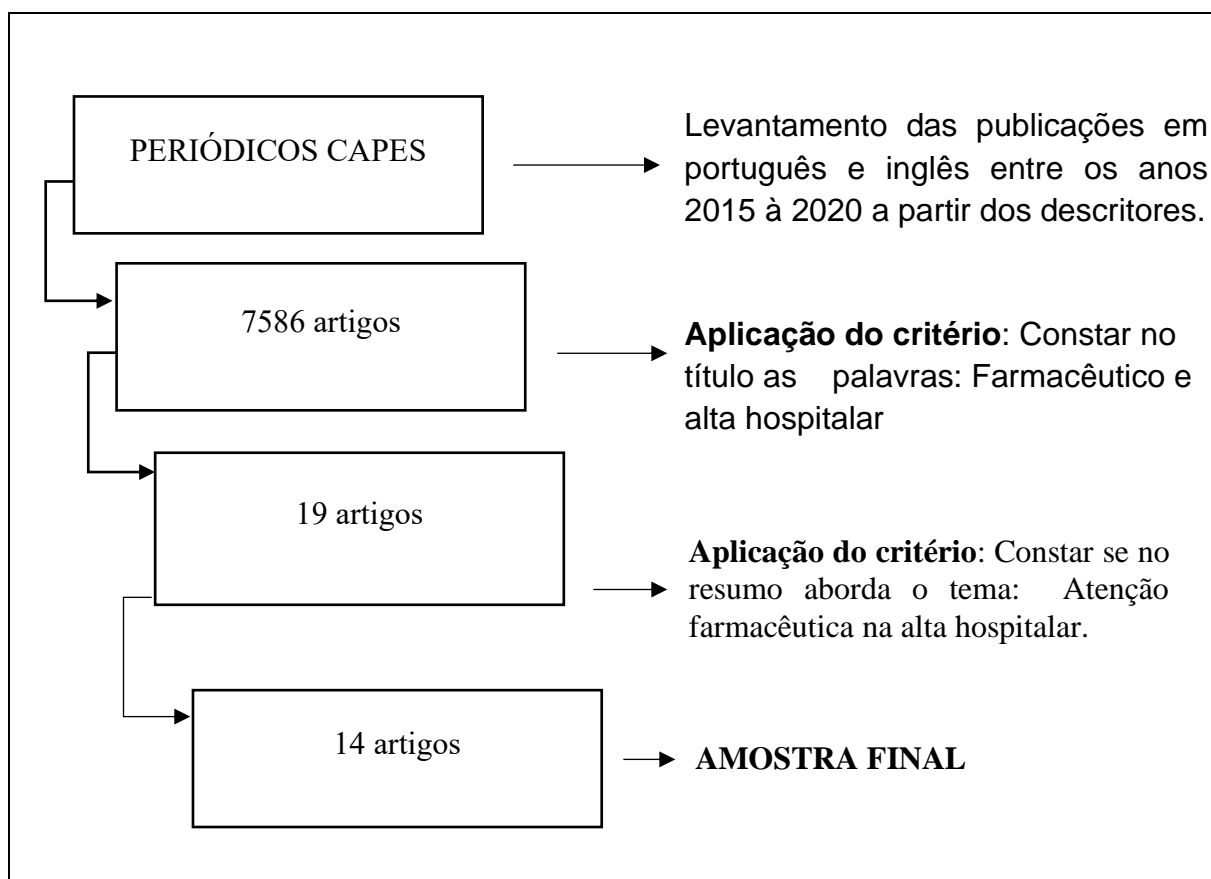 PERIÓDICOS CAPES
Levantamento das publicações em
português e inglês entre os anos
2015 à 2020 a partir dos descritores.
7586 artigos
Aplicação do critério: Constar no
título as palavras: Farmacêutico e
alta hospitalar
19 artigos
Aplicação do critério: Constar se no
resumo aborda o tema: Atenção
farmacêutica na alta hospitalar.
14 artigos
AMOSTRA FINAL